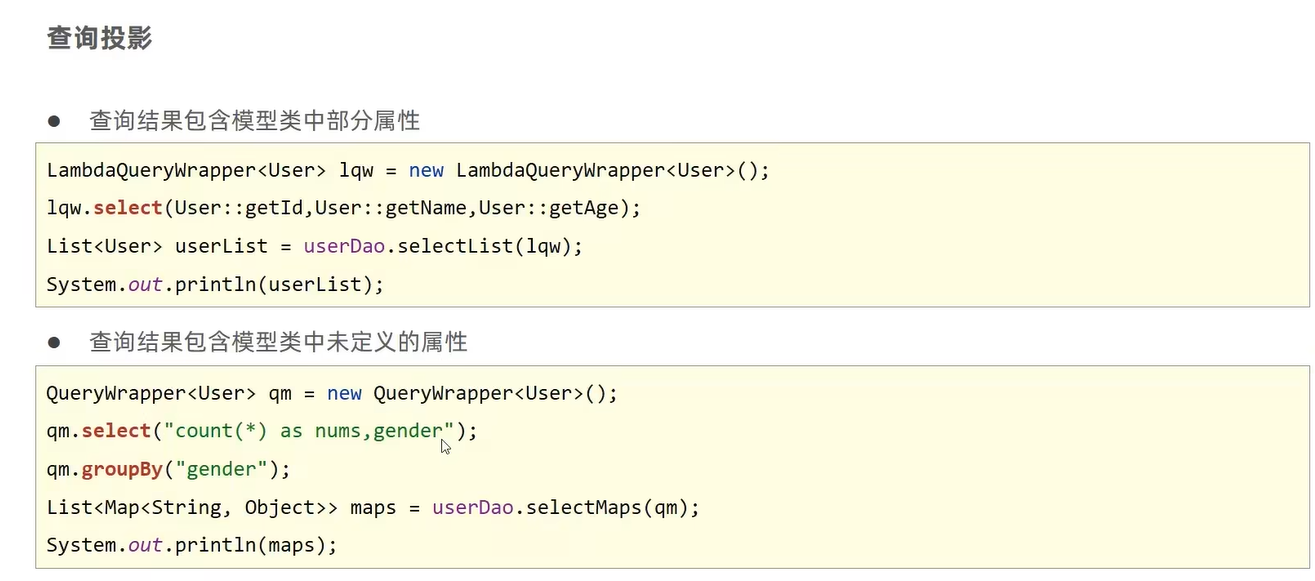 查询投影
● 查询结果包含模型类中部分属性
LambdaQueryWrapper<User> lqw = new LambdaQueryWrapper<User>();
lqw.select(User::getId,User::getName,User::getAge);
List<User> userList = userDao.selectList(lqw);
System.out.println(userList);
● 查询结果包含模型类中未定义的属性
QueryWrapper<User> qm = new QueryWrapper<User>();
qm.select("count(*) as nums,gender");
qm.groupBy("gender");
List<Map<String, Object>> maps = userDao.selectMaps(qm);
System.out.println(maps);